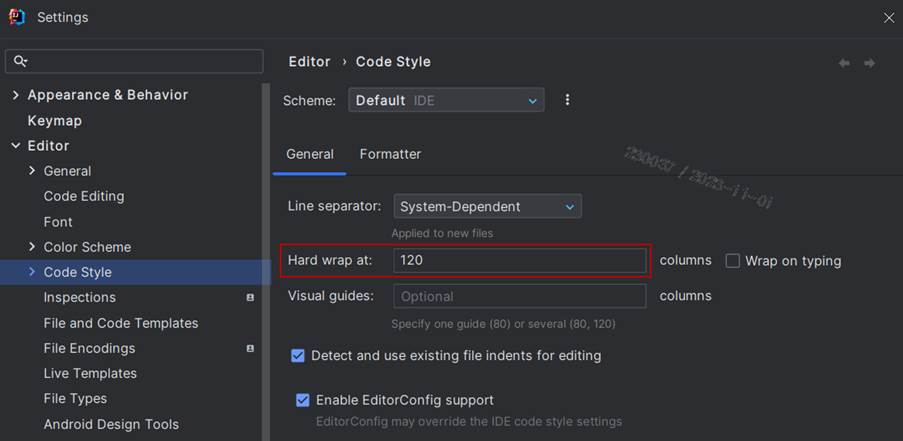 Settings
Editor › Code Style
Scheme: Default IDE
General Formatter
Line separator: System-Dependent
Applied to new files
Hard wrap at: 120 columns Wrap on typing
Visual guides: Optional columns
Specify one guide (80) or several (80, 120)
Detect and use existing file indents for editing
Enable EditorConfig support
EditorConfig may override the IDE code style settings
Appearance & Behavior
Keymap
Editor
General
Code Editing
Font
Color Scheme
Code Style
Inspections
File and Code Templates
File Encodings
Live Templates
File Types
Android Design Tools
230037 / 2023-11-01